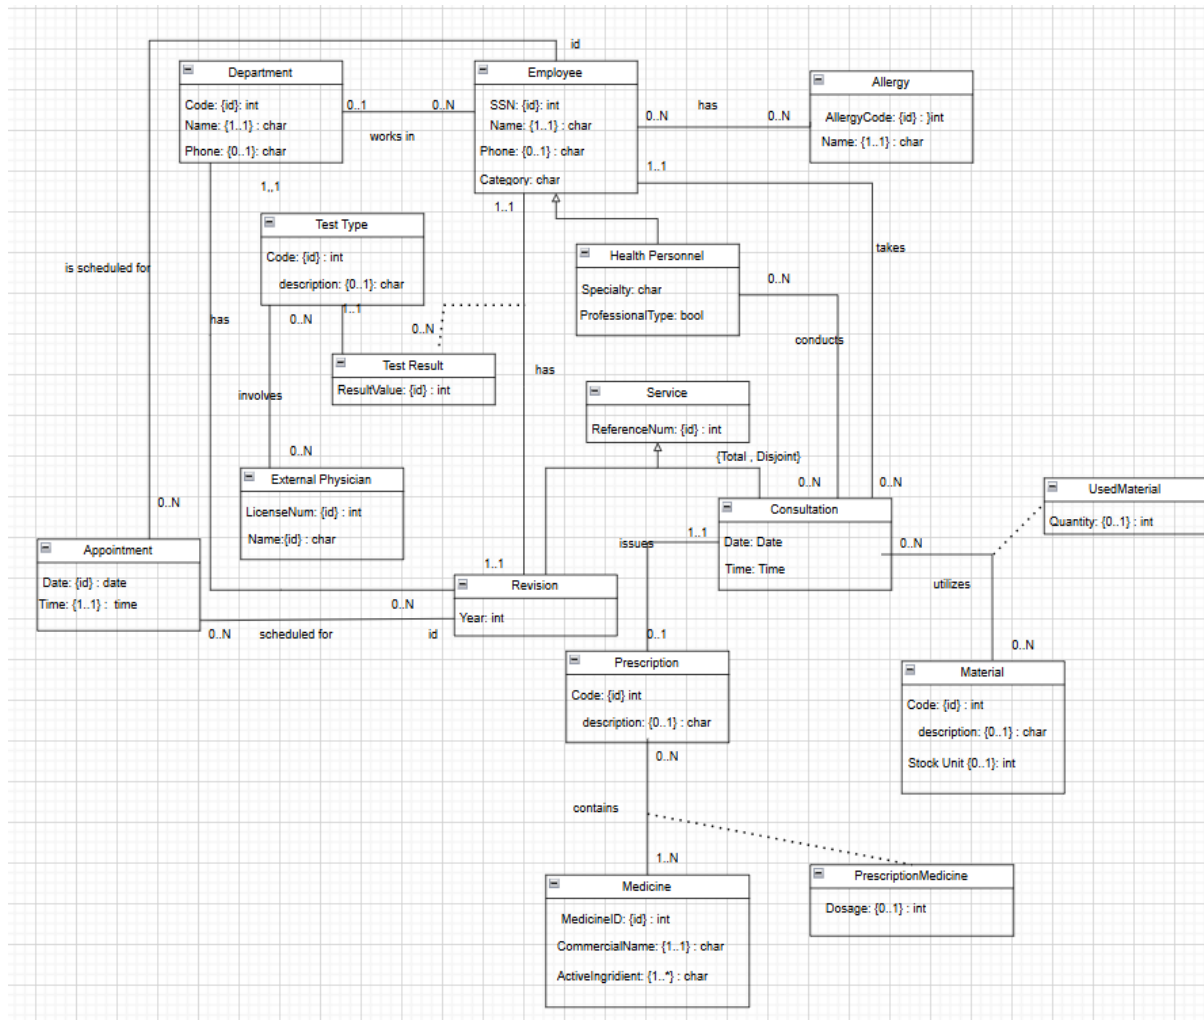 id
Department
Code: {id}: int
Name: {1..1} : char
Phone: {0..1}: char
0..1
0..N
works in
Employee
SSN: {id}: int
Name: {1..1} : char
Phone: {0..1} : char
Category: char
has
0..N
0..N
Allergy
AllergyCode: {id} : }int
Name: {1..1} : char
1..1
1,,1
1..1
Test Type
Code: {id} : int
description: {0..1}: char
Health Personnel
Specialty: char
ProfessionalType: bool
takes
0..N
is scheduled for
has
0..N
1..1
0..N
conducts
Test Result
ResultValue: {id} : int
has
involves
Service
ReferenceNum: {id} : int
{Total , Disjoint}
0..N
External Physician
LicenseNum: {id} : int
Name:{id} : char
0..N
0..N
0..N
Consultation
Date: Date
Time: Time
UsedMaterial
Quantity: {0..1} : int
Appointment
Date: {id} : date
Time: {1..1} : time
issues
1..1
0..N
utilizes
1..1
Revision
Year: int
0..N
0..N
scheduled for
id
0..1
0..N
Prescription
Code: {id} int
description: {0..1} : char
Material
Code: {id} : int
description: {0..1} : char
Stock Unit {0..1}: int
0..N
contains
1..N
Medicine
MedicineID: {id} : int
CommercialName: {1..1} : char
ActiveIngridient: {1..*} : char
PrescriptionMedicine
Dosage: {0..1} : int